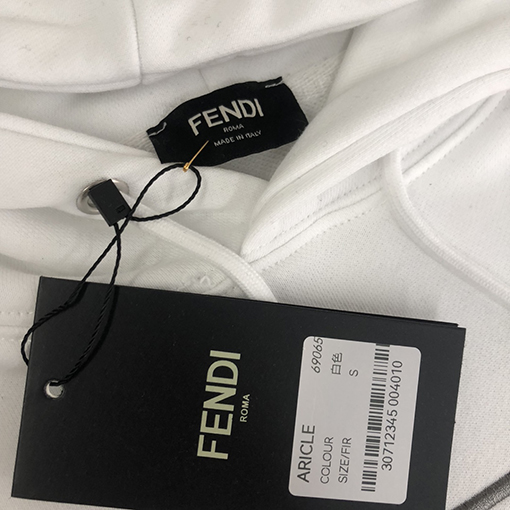 FENDI
ROMA
MADE IN ITALY
FENDI
ROMA
ARICLE 69065
COLOUR 白色
SIZE/FIR S
30712345 004010